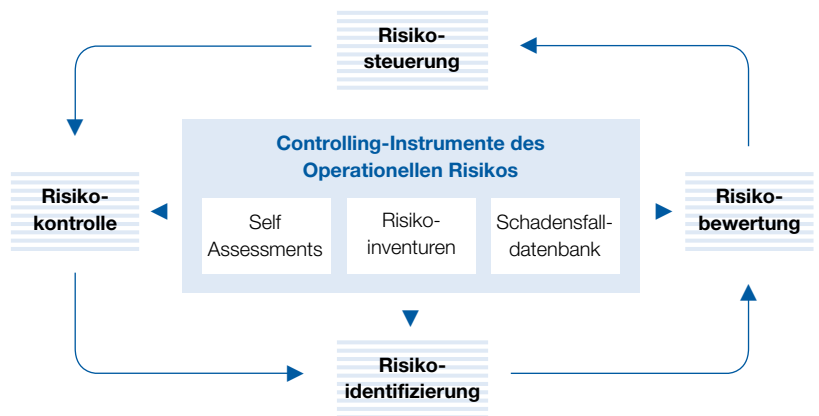 Risiko-
steuerung
Controlling-Instrumente des
Operationellen Risikos
Risiko-
kontrolle
Self
Assessments
Risiko-
inventuren
Schadensfall-
datenbank
Risiko-
bewertung
Risiko-
identifizierung